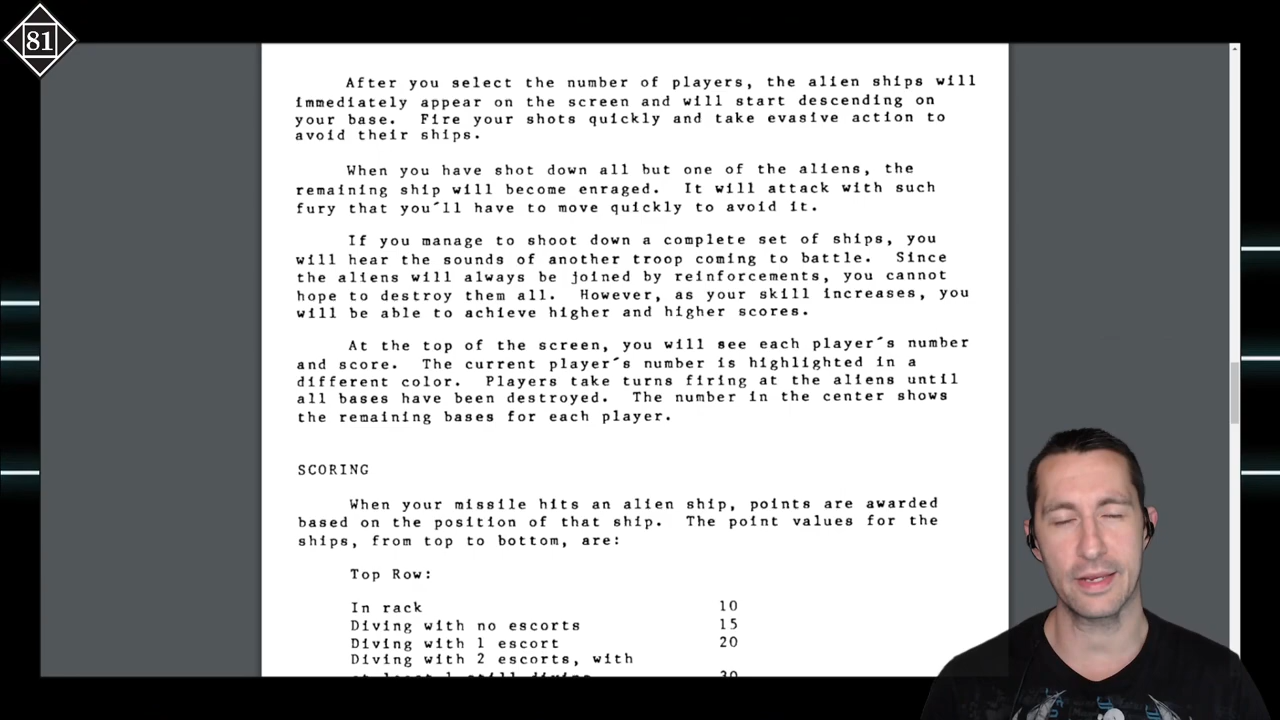 81
After you select the number of players, the alien ships will
immediately appear on the screen and will start descending on
your base. Fire your shots quickly and take evasive action to
avoid their ships.
When you have shot down all but one of the aliens, the
remaining ship will become enraged. It will attack with such
fury that you´ll have to move quickly to avoid it.
If you manage to shoot down a complete set of ships, you
will hear the sounds of another troop coming to battle. Since
the aliens will always be joined by reinforcements, you cannot
hope to destroy them all. However, as your skill increases, you
will be able to achieve higher and higher scores.
At the top of the screen, you will see each player´s number
and score. The current player´s number is highlighted in a
different color. Players take turns firing at the aliens until
all bases have been destroyed. The number in the center shows
the remaining bases for each player.
SCORING
When your missile hits an alien ship, points are awarded
based on the position of that ship. The point values for the
ships, from top to bottom, are:
Top Row:
In rack 10
Diving with no escorts 15
Diving with 1 escort 20
Diving with 2 escorts, with
at least 1 still diving 30